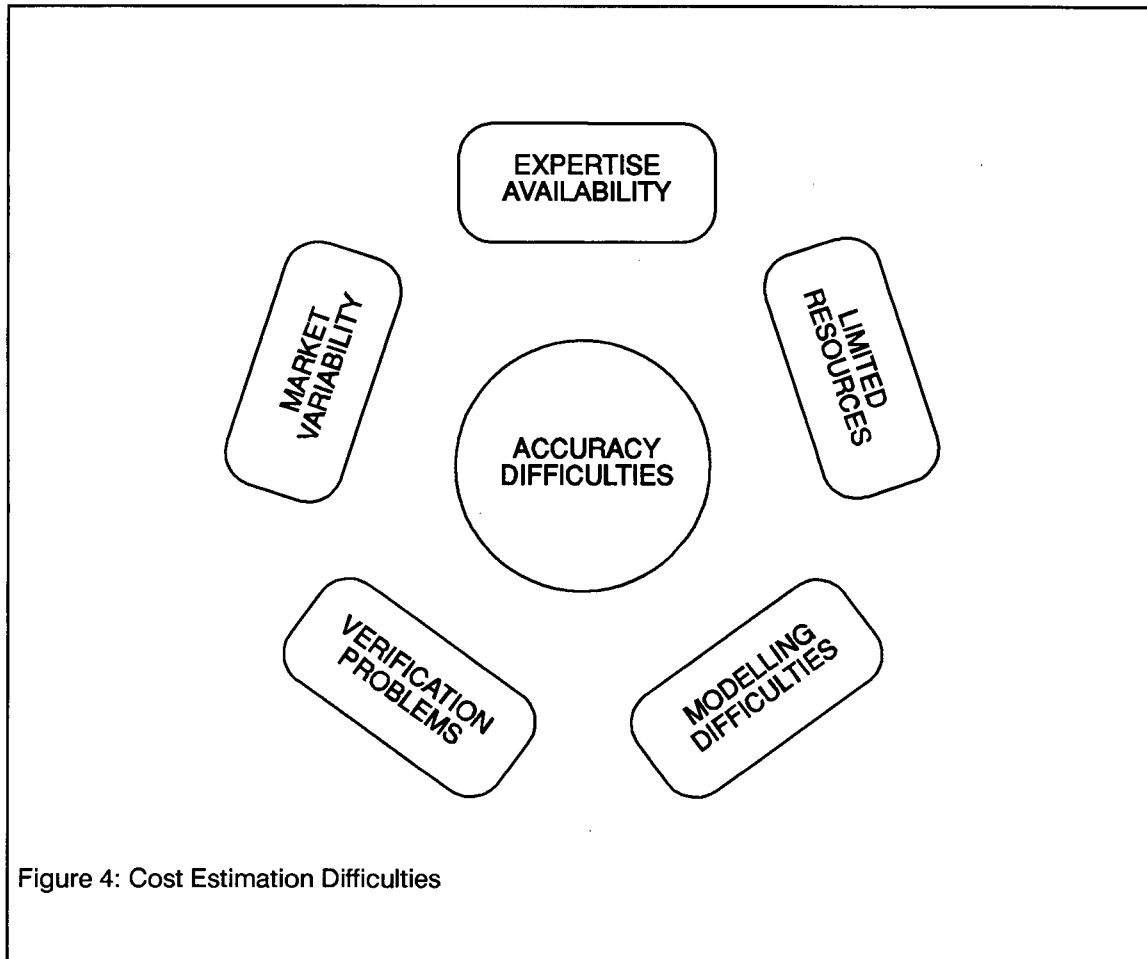 EXPERTISE
AVAILABILITY
MARKET
VARIABILITY
LIMITED
RESOURCES
ACCURACY
DIFFICULTIES
VERIFICATION
PROBLEMS
MODELLING
DIFFICULTIES
Figure 4: Cost Estimation Difficulties